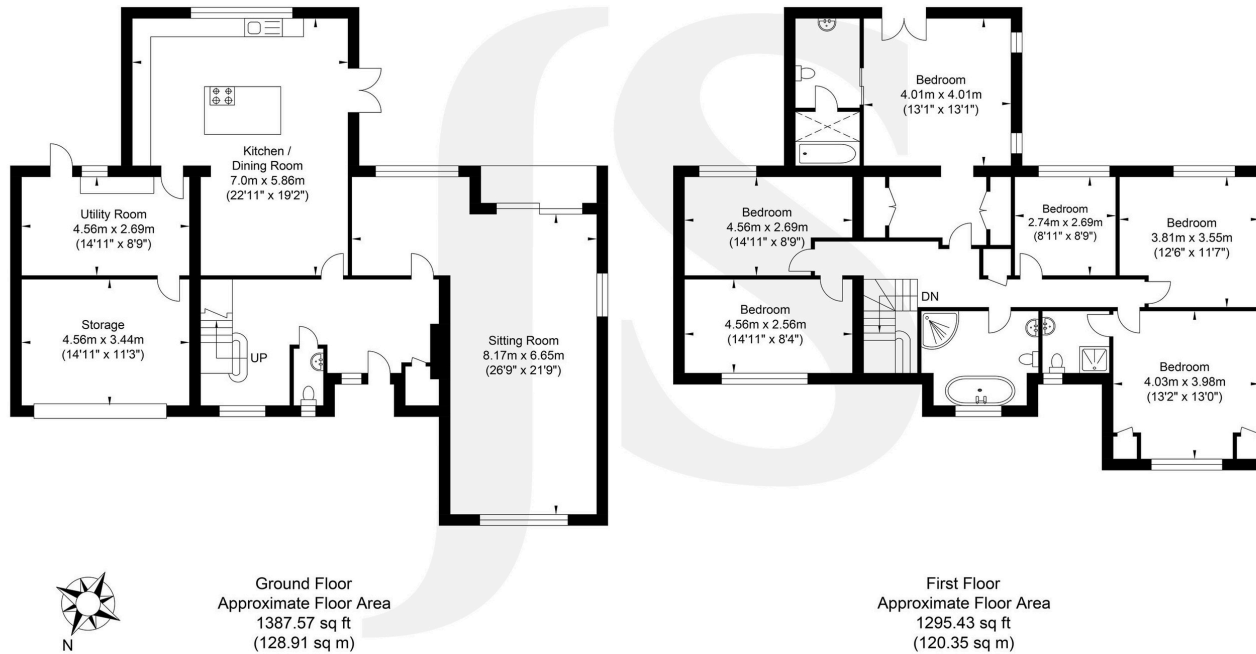 Kitchen /
Dining Room
7.0m x 5.86m
(22'11" x 19'2")
Utility Room
4.56m x 2.69m
(14'11" x 8'9")
Storage
4.56m x 3.44m
(14'11" x 11'3")
UP
Sitting Room
8.17m x 6.65m
(26'9" x 21'9")
Bedroom
4.01m x 4.01m
(13'1" x 13'1")
Bedroom
4.56m x 2.69m
(14'11" x 8'9")
Bedroom
2.74m x 2.69m
(8'11" x 8'9")
Bedroom
3.81m x 3.55m
(12'6" x 11'7")
Bedroom
4.56m x 2.56m
(14'11" x 8'4")
DN
Bedroom
4.03m x 3.98m
(13'2" x 13'0")
N
Ground Floor
Approximate Floor Area
1387.57 sq ft
(128.91 sq m)
First Floor
Approximate Floor Area
1295.43 sq ft
(120.35 sq m)
JS